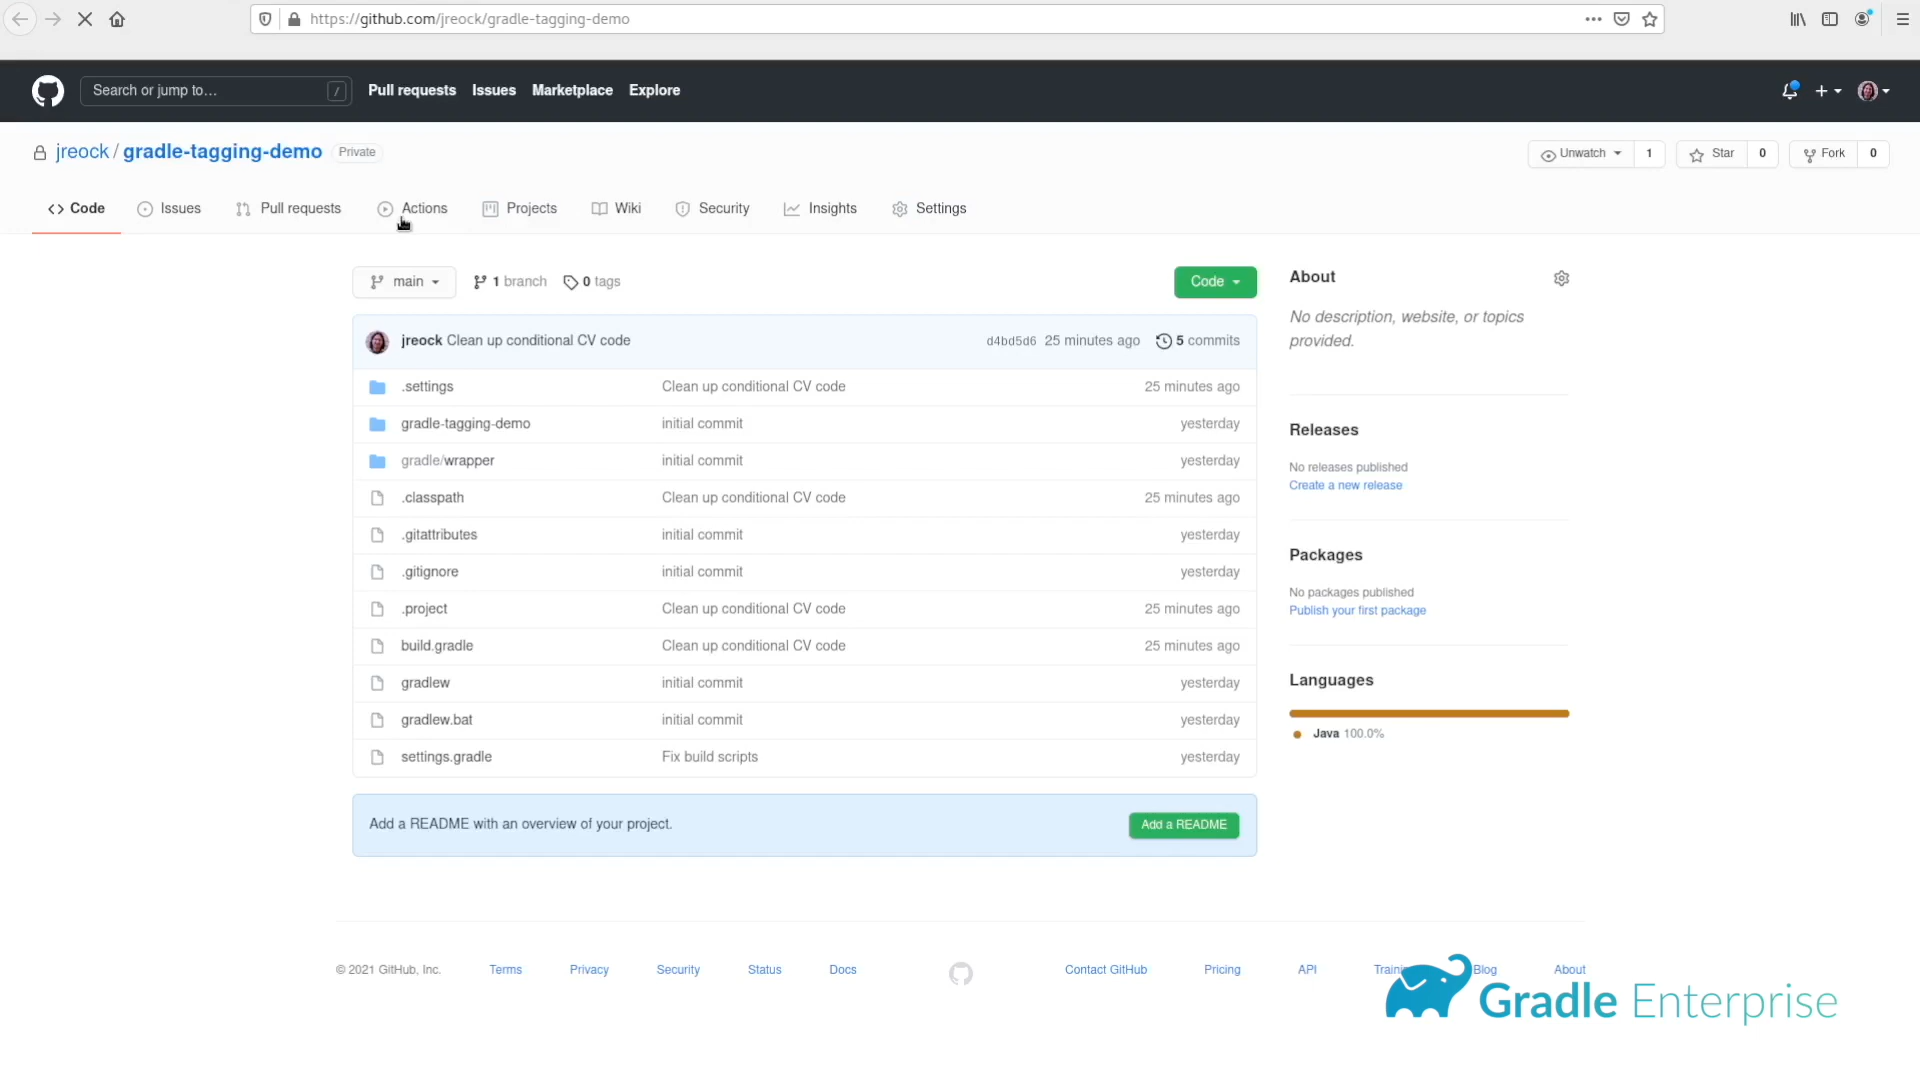 https://github.com/jreock/gradle-tagging-demo
Search or jump to… / Pull requests Issues Marketplace Explore
jreock / gradle-tagging-demo Private Unwatch 1 Star 0 Fork 0
Code Issues Pull requests Actions Projects Wiki Security Insights Settings
main 1 branch 0 tags Code
About
No description, website, or topics provided.
jreock Clean up conditional CV code d4bd5d6 25 minutes ago 5 commits
.settings Clean up conditional CV code 25 minutes ago
gradle-tagging-demo initial commit yesterday
gradle/wrapper initial commit yesterday
.classpath Clean up conditional CV code 25 minutes ago
.gitattributes initial commit yesterday
.gitignore initial commit yesterday
.project Clean up conditional CV code 25 minutes ago
build.gradle Clean up conditional CV code 25 minutes ago
gradlew initial commit yesterday
gradlew.bat initial commit yesterday
settings.gradle Fix build scripts yesterday
Releases
No releases published
Create a new release
Packages
No packages published
Publish your first package
Languages
Java 100.0%
Add a README with an overview of your project. Add a README
© 2021 GitHub, Inc. Terms Privacy Security Status Docs Contact GitHub Pricing API Blog About
Gradle Enterprise